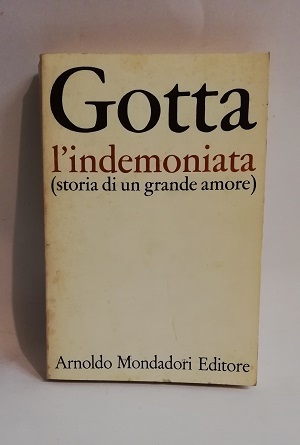 Gotta
l'indemoniata
(storia di un grande amore)
Arnoldo Mondadori Editore